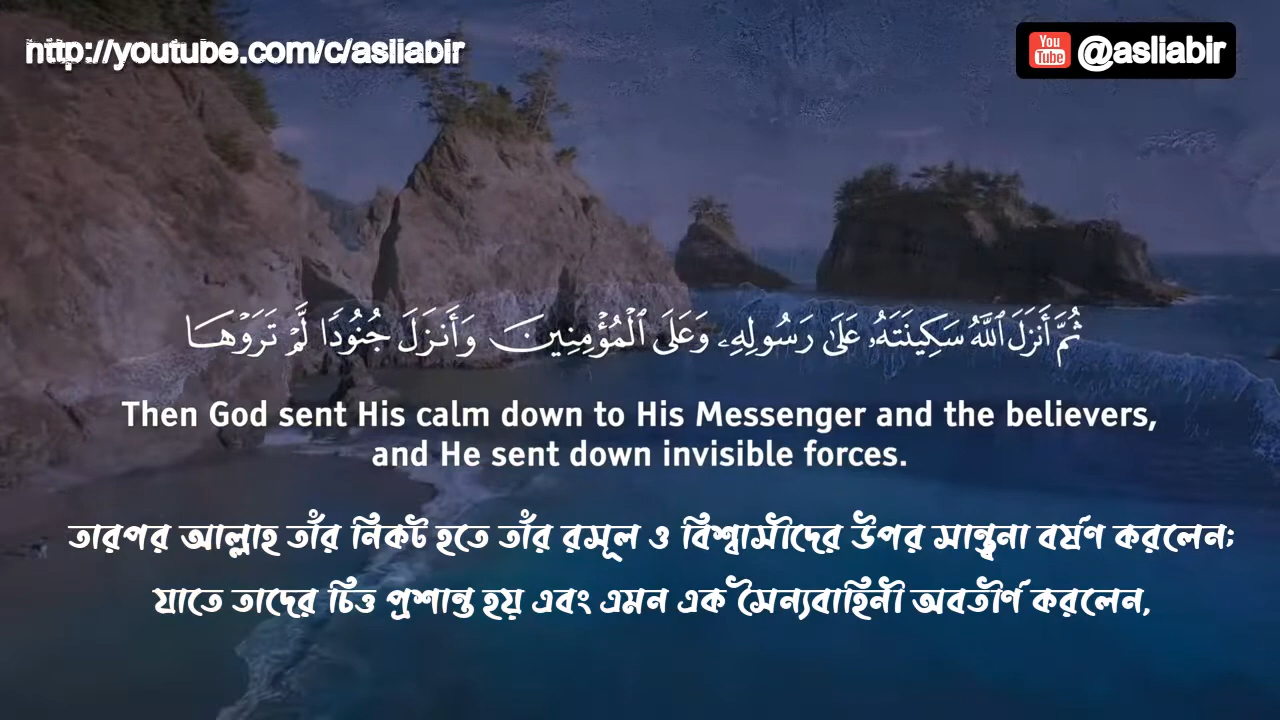 http://youtube.com/c/asliabir
You Tube @asliabir
ثُمَّ أَنزَلَ ٱللَّهُ سَكِينَتَهُۥ عَلَىٰ رَسُولِهِۦ وَعَلَى ٱلْمُؤْمِنِينَ وَأَنزَلَ جُنُودًا لَّمْ تَرَوْهَا
Then God sent His calm down to His Messenger and the believers,
and He sent down invisible forces.
তারপর আল্লাহ তাঁর নিকট হতে তাঁর রসূল ও বিশ্বাসীদের উপর সান্ত্বনা বর্ষণ করলেন;
যাতে তাদের চিত্ত প্রশান্ত হয় এবং এমন এক সৈন্যবাহিনী অবতীর্ণ করলেন,